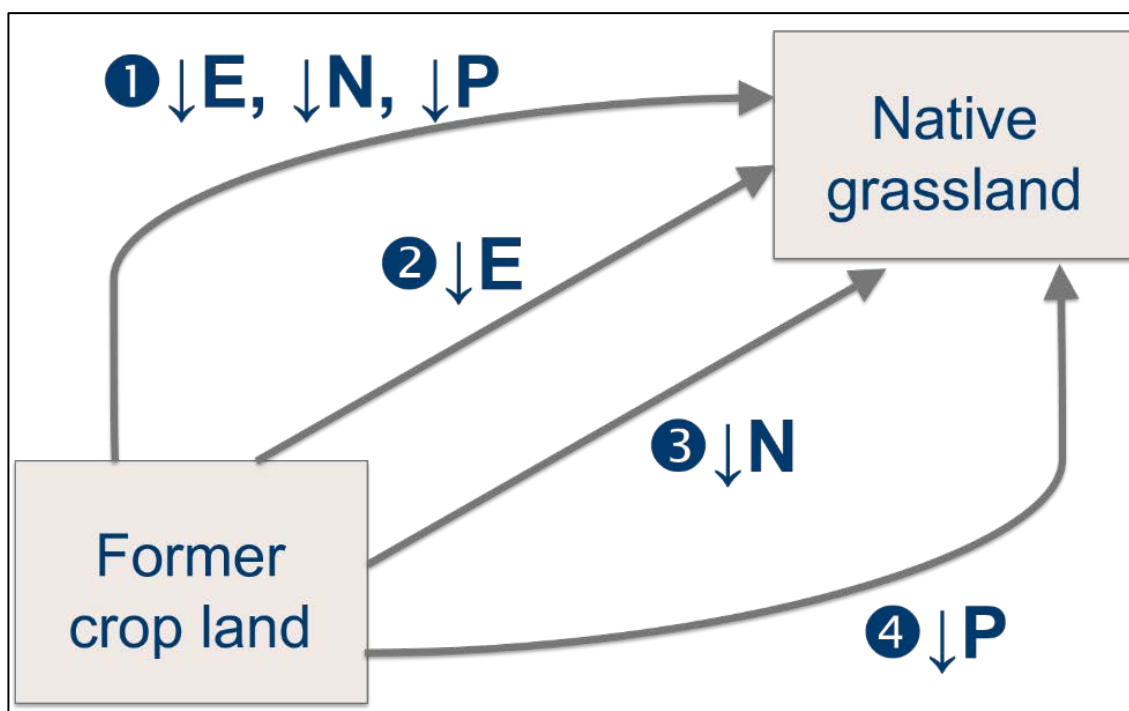 ❶↓E, ↓N, ↓P
Native
grassland
❷↓E
❸↓N
Former
crop land
❹↓P